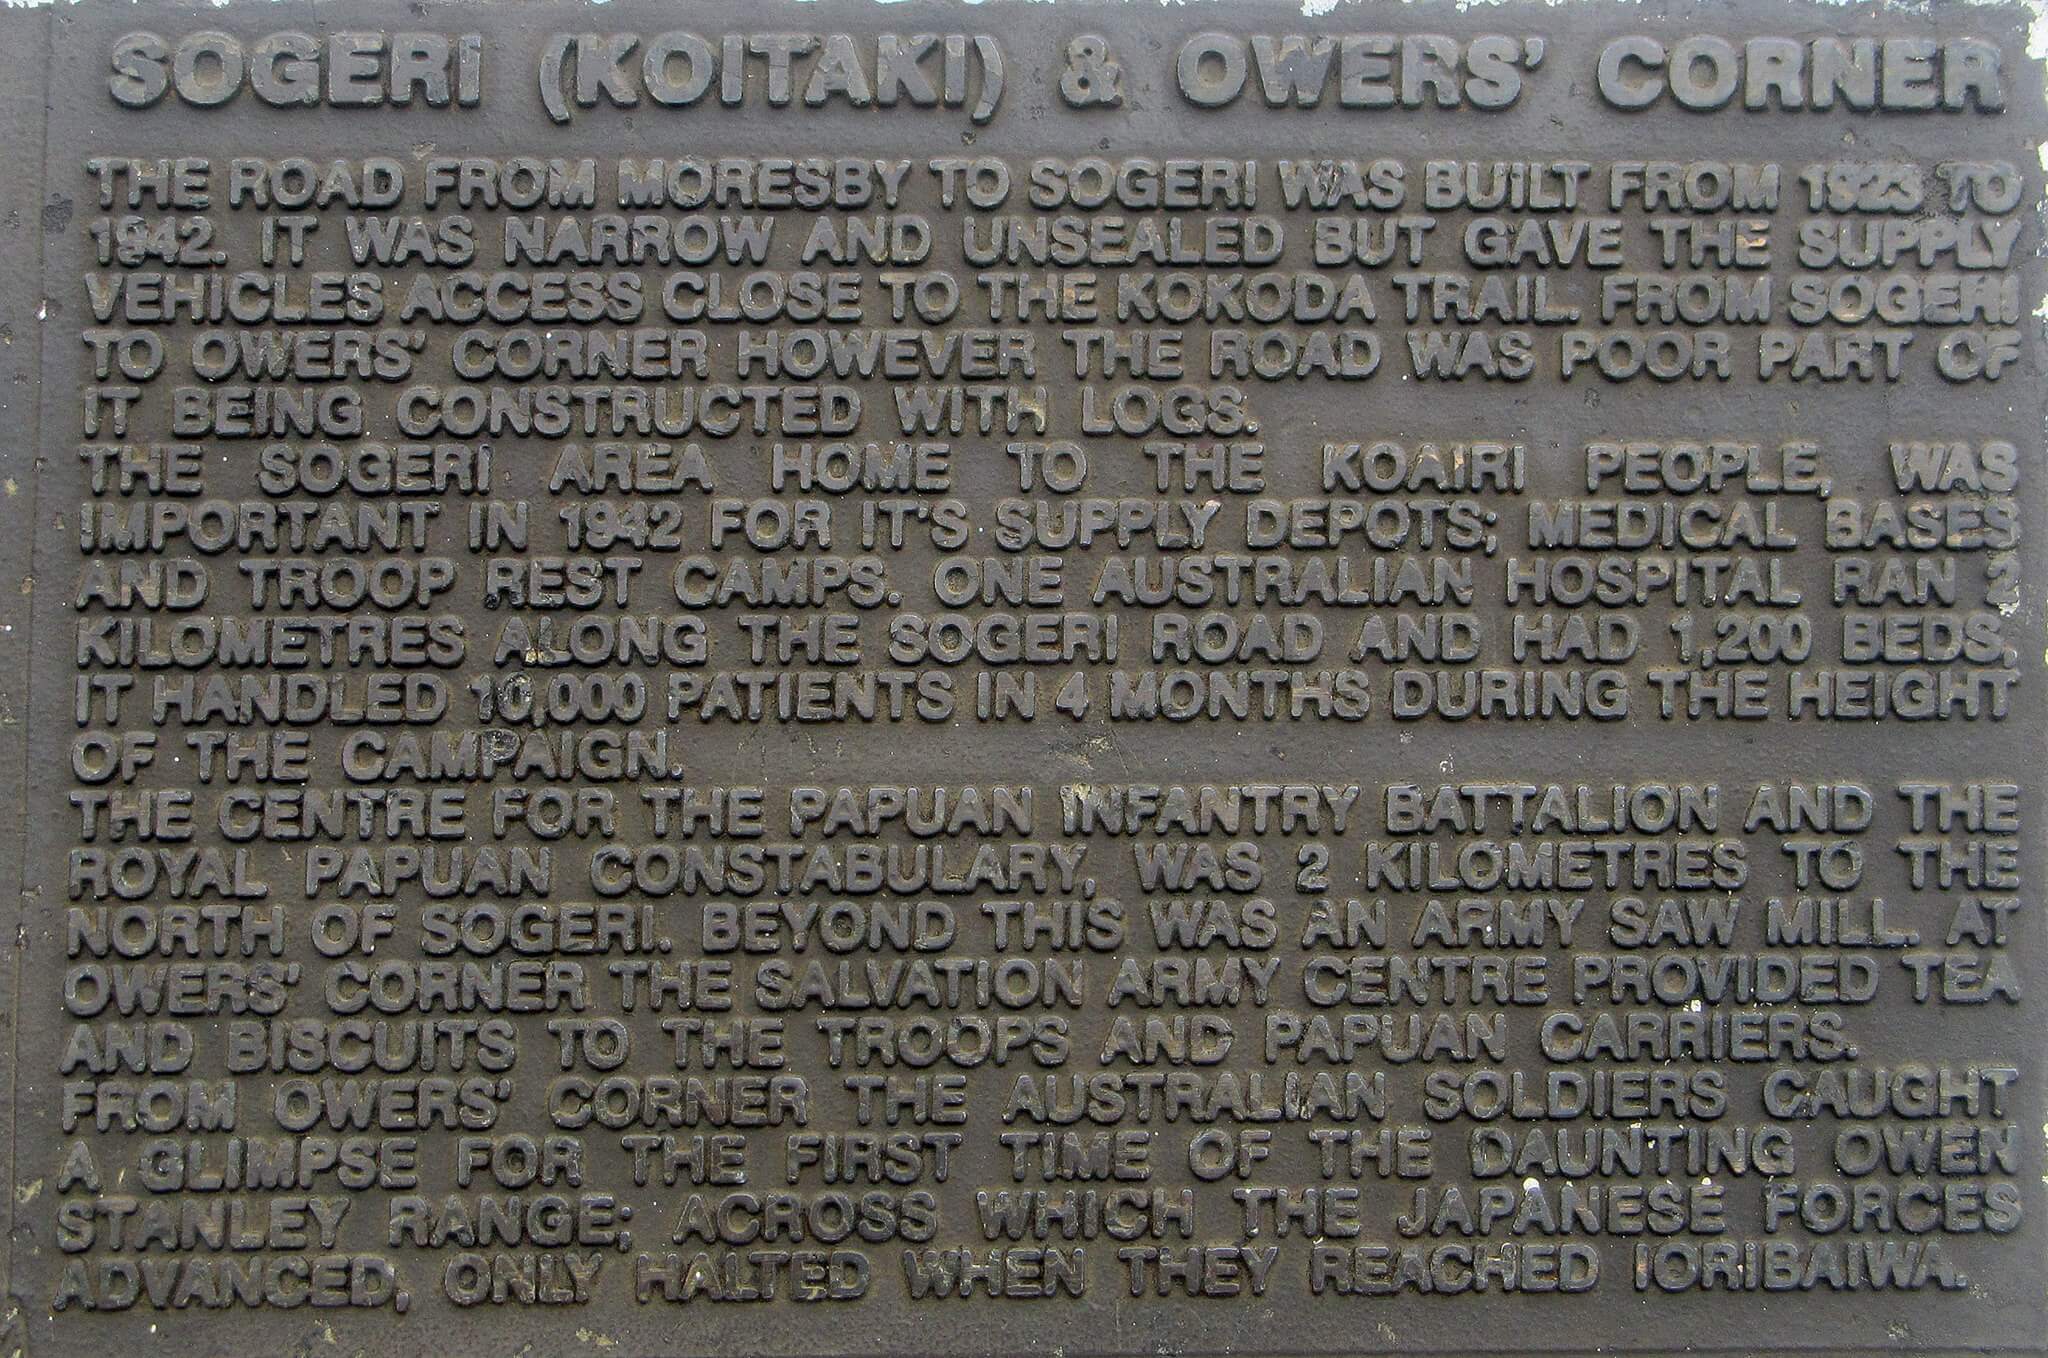 SOGERI (KOITAKI) & OWERS' CORNER
THE ROAD FROM MORESBY TO SOGERI WAS BUILT FROM 1923 TO
1942. IT WAS NARROW AND UNSEALED BUT GAVE THE SUPPLY
VEHICLES ACCESS CLOSE TO THE KOKODA TRAIL. FROM SOGERI
TO OWERS' CORNER HOWEVER THE ROAD WAS POOR PART OF
IT BEING CONSTRUCTED WITH LOGS.
THE SOGERI AREA HOME TO THE KOAIRI PEOPLE, WAS
IMPORTANT IN 1942 FOR IT'S SUPPLY DEPOTS; MEDICAL BASES
AND TROOP REST CAMPS. ONE AUSTRALIAN HOSPITAL RAN 2
KILOMETRES ALONG THE SOGERI ROAD AND HAD 1,200 BEDS,
IT HANDLED 10,000 PATIENTS IN 4 MONTHS DURING THE HEIGHT
OF THE CAMPAIGN.
THE CENTRE FOR THE PAPUAN INFANTRY BATTALION AND THE
ROYAL PAPUAN CONSTABULARY, WAS 2 KILOMETRES TO THE
NORTH OF SOGERI. BEYOND THIS WAS AN ARMY SAW MILL. AT
OWERS' CORNER THE SALVATION ARMY CENTRE PROVIDED TEA
AND BISCUITS TO THE TROOPS AND PAPUAN CARRIERS.
FROM OWERS' CORNER THE AUSTRALIAN SOLDIERS CAUGHT
A GLIMPSE FOR THE FIRST TIME OF THE DAUNTING OWEN
STANLEY RANGE; ACROSS WHICH THE JAPANESE FORCES
ADVANCED, ONLY HALTED WHEN THEY REACHED IORIBAIWA.